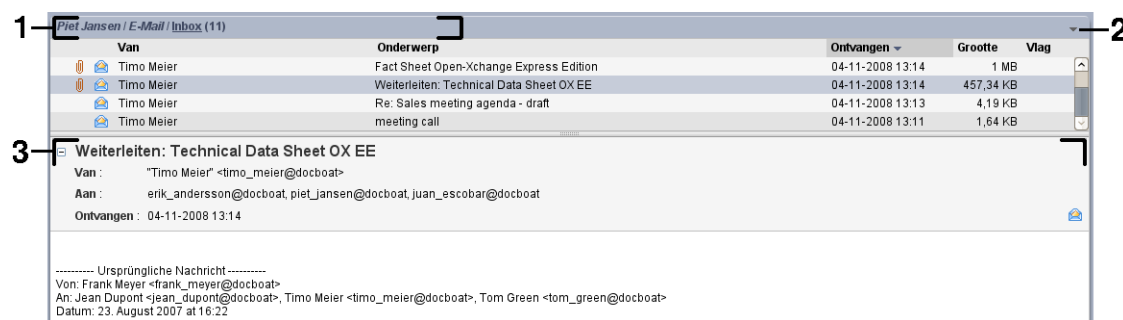 1 Piet Jansen / E-Mail / Inbox (11) 2
Van Onderwerp Ontvangen Grootte Vlag
Timo Meier Fact Sheet Open-Xchange Express Edition 04-11-2008 13:14 1 MB
Timo Meier Weiterleiten: Technical Data Sheet OX EE 04-11-2008 13:14 457,34 KB
Timo Meier Re: Sales meeting agenda - draft 04-11-2008 13:13 4,19 KB
Timo Meier meeting call 04-11-2008 13:11 1,64 KB
3 Weiterleiten: Technical Data Sheet OX EE
Van : "Timo Meier" <timo_meier@docboat>
Aan : erik_andersson@docboat, piet_jansen@docboat, juan_escobar@docboat
Ontvangen : 04-11-2008 13:14
---------- Ursprüngliche Nachricht ----------
Von: Frank Meyer <frank_meyer@docboat>
An: Jean Dupont <jean_dupont@docboat>, Timo Meier <timo_meier@docboat>, Tom Green <tom_green@docboat>
Datum: 23. August 2007 at 16:22